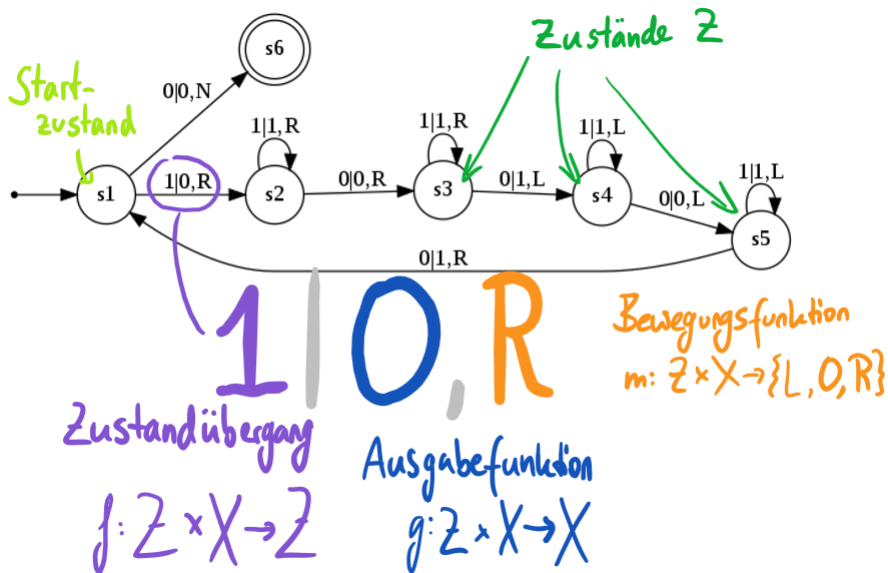 s6
Zustände Z
Start-
zustand
0|0,N
1|1,R
1|1,R
1|1,L
1|1,L
s1
1|0,R
s2
0|0,R
s3
0|1,L
s4
0|0,L
s5
0|1,R
1|0,R
Bewegungsfunktion
m: Z×X→{L,O,R}
Zustandübergang
Ausgabefunktion
f: Z×X→Z
g: Z×X→X